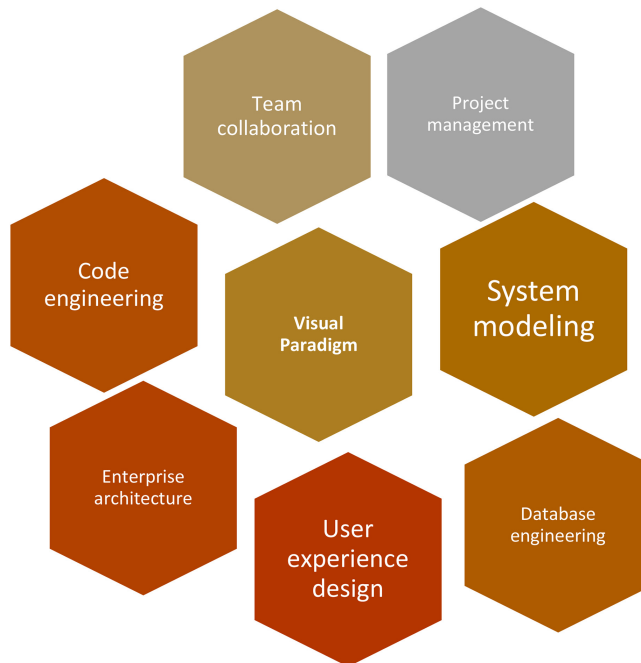 Team
collaboration
Project
management
Code
engineering
System
modeling
Visual
Paradigm
Enterprise
architecture
User
experience
design
Database
engineering